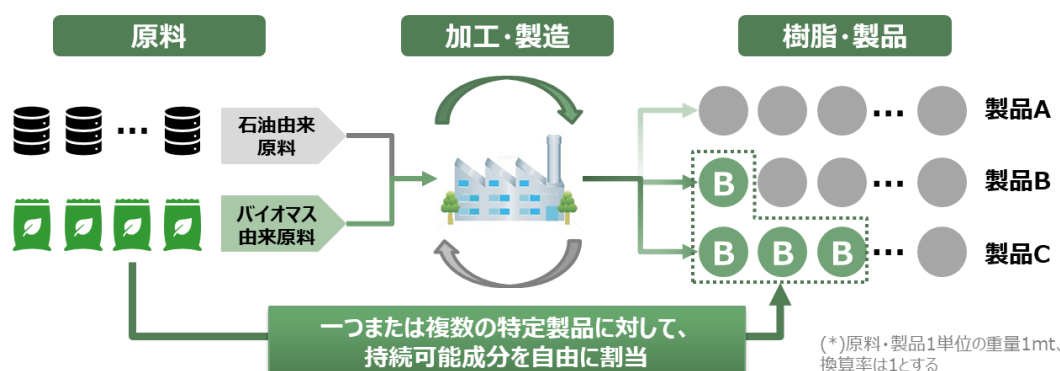 原料
加工・製造
樹脂・製品
石油由来
原料
バイオマス
由来原料
製品A
B
製品B
B B B
製品C
一つまたは複数の特定製品に対して、
持続可能成分を自由に割当
(*)原料・製品1単位の重量1mt、
換算率は1とする